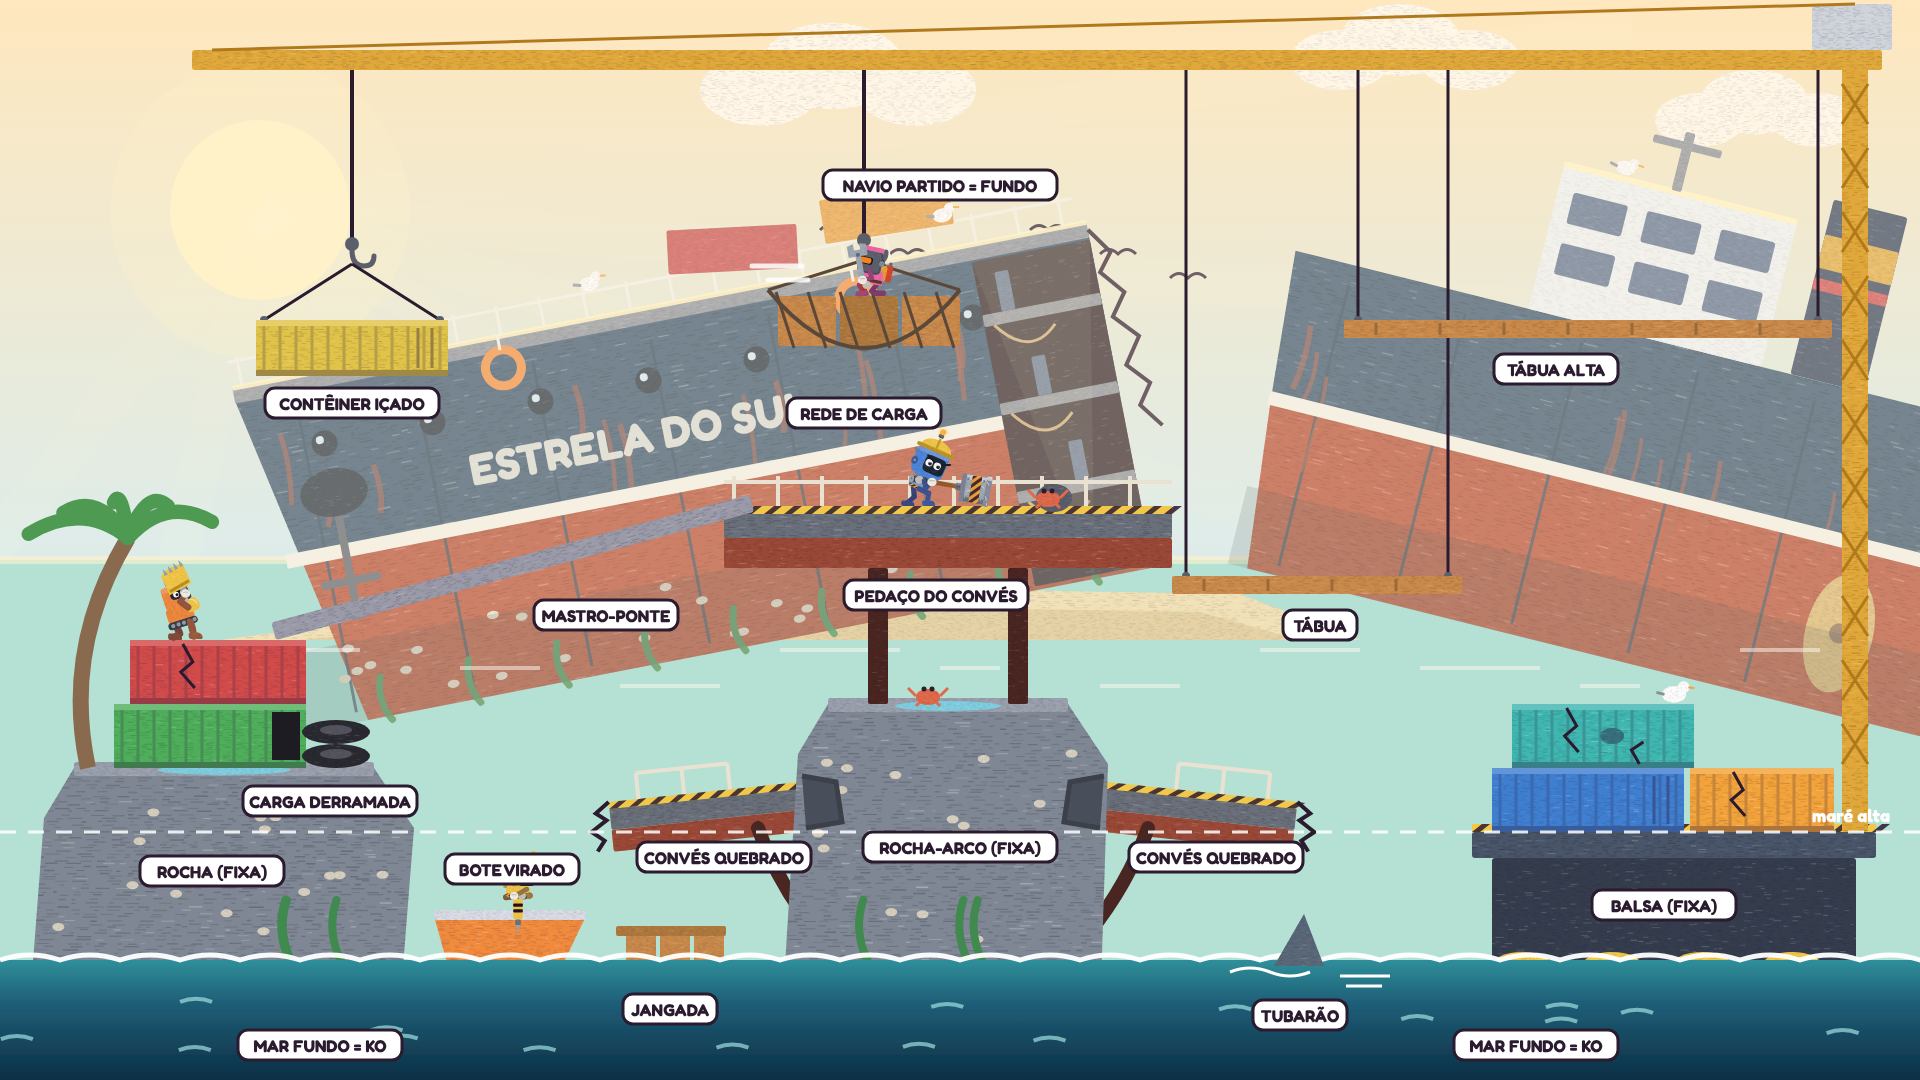 NAVIO PARTIDO = FUNDO
TÁBUA ALTA
CONTÊINER IÇADO
REDE DE CARGA
ESTRELA DO SU
PEDAÇO DO CONVÉS
MASTRO-PONTE
TÁBUA
CARGA DERRAMADA
maré alta
ROCHA-ARCO (FIXA)
CONVÉS QUEBRADO
CONVÉS QUEBRADO
ROCHA (FIXA)
BOTE VIRADO
BALSA (FIXA)
JANGADA
TUBARÃO
MAR FUNDO = KO
MAR FUNDO = KO